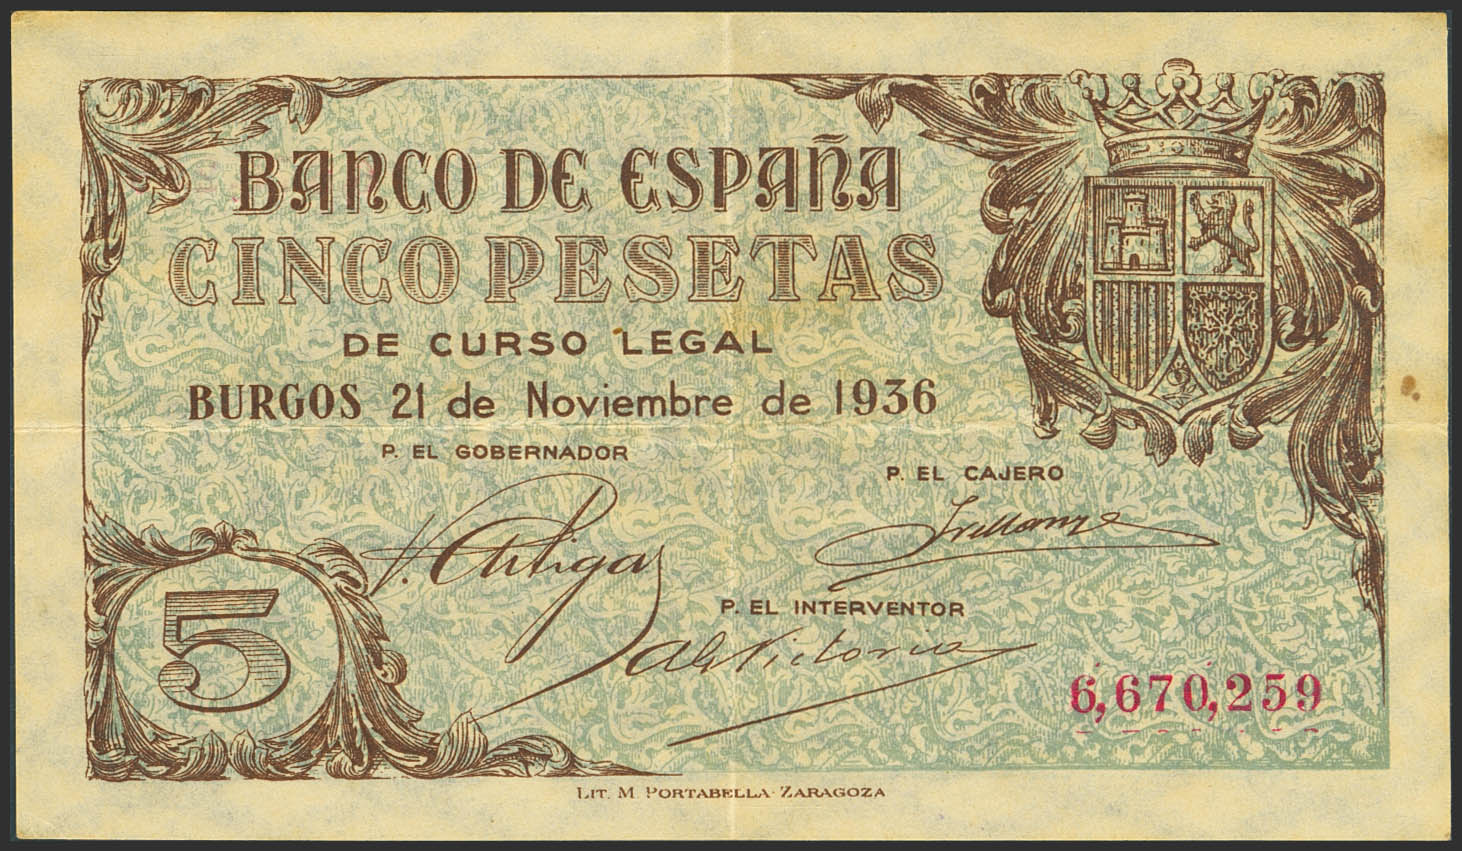 BANCO DE ESPAÑA
CINCO PESETAS
DE CURSO LEGAL
BURGOS 21 de Noviembre de 1936
P. EL GOBERNADOR
P. EL CAJERO
P. EL INTERVENTOR
5
6,670,259
LIT. M. PORTABELLA-ZARAGOZA